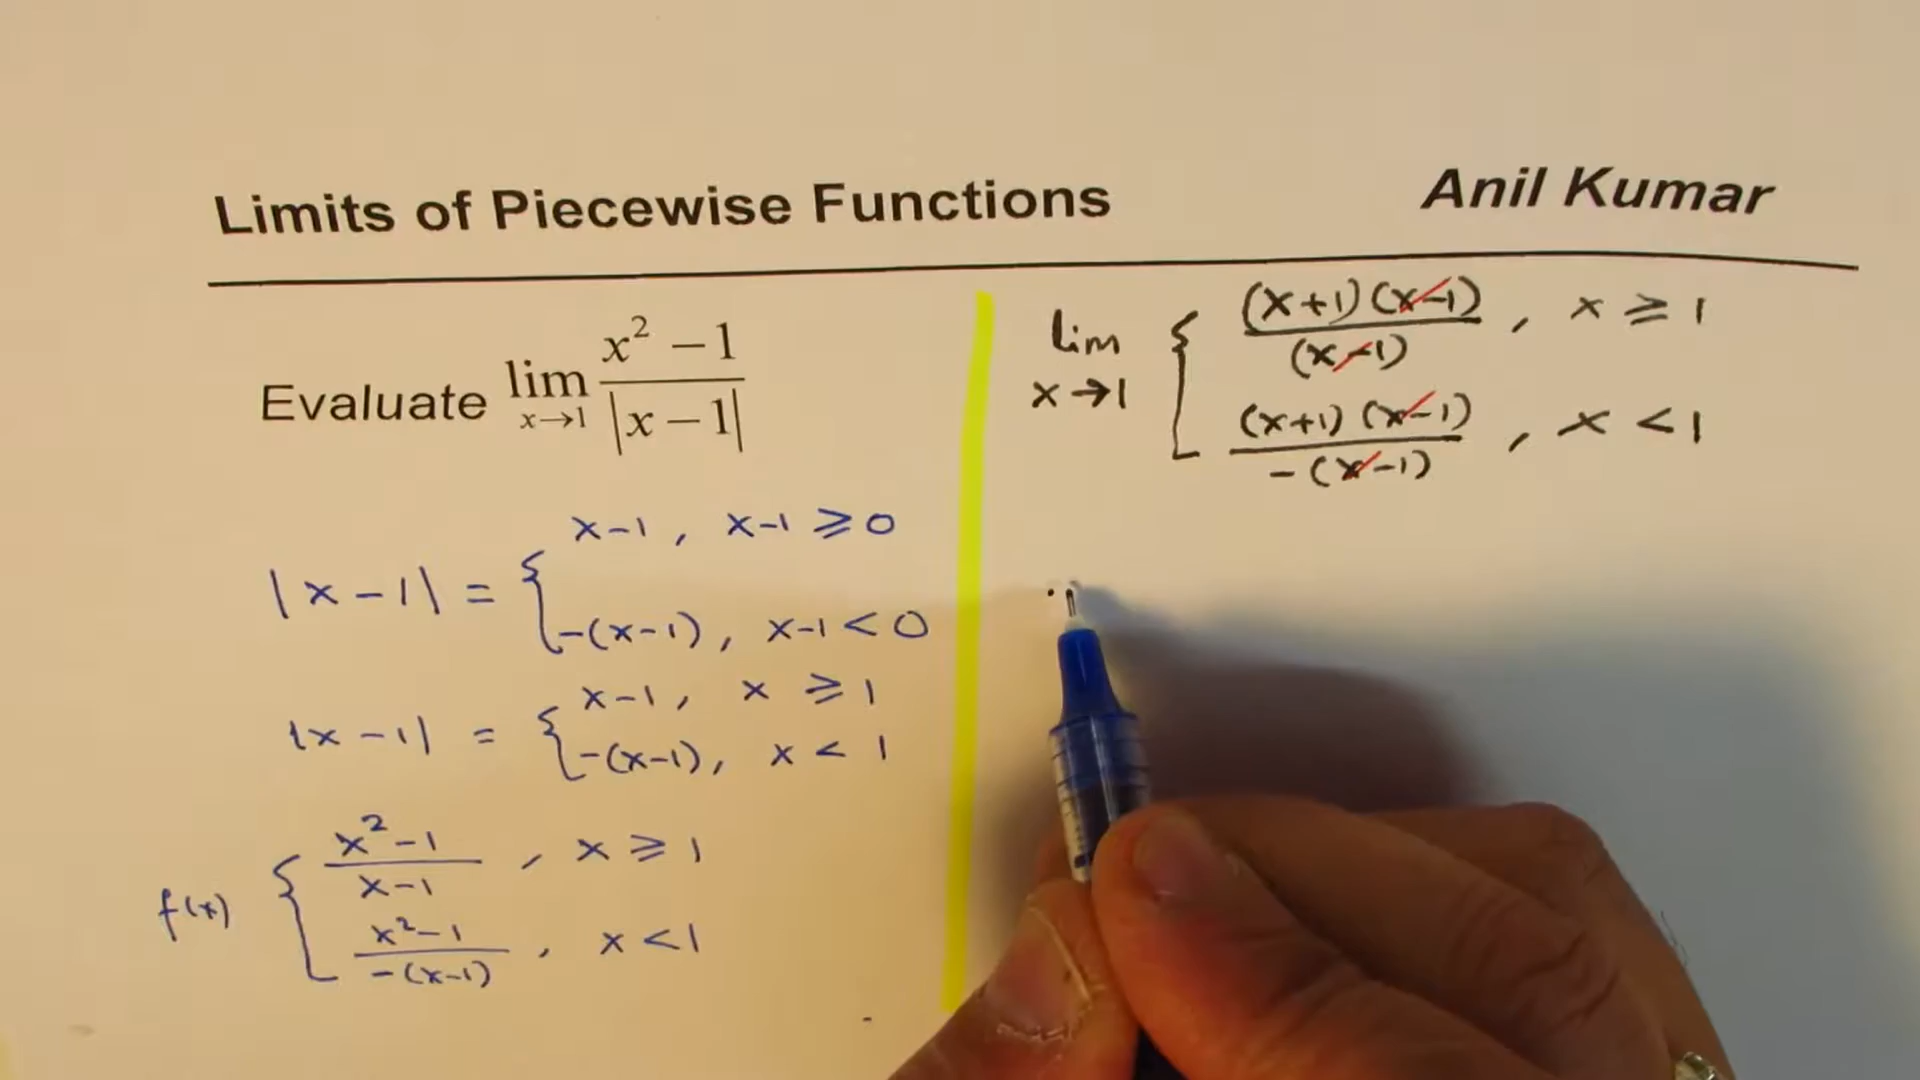 Limits of Piecewise Functions
Anil Kumar
Evaluate lim x→1 x² − 1 / |x − 1|
|x − 1| = { x−1, x−1 ⩾ 0
−(x−1), x−1 < 0
|x − 1| = { x−1, x ⩾ 1
−(x−1), x < 1
f(x) { x²−1 / x−1, x ⩾ 1
x²−1 / −(x−1), x < 1
lim x→1 { (x+1)(x−1) / (x−1), x ⩾ 1
(x+1)(x−1) / −(x−1), x < 1